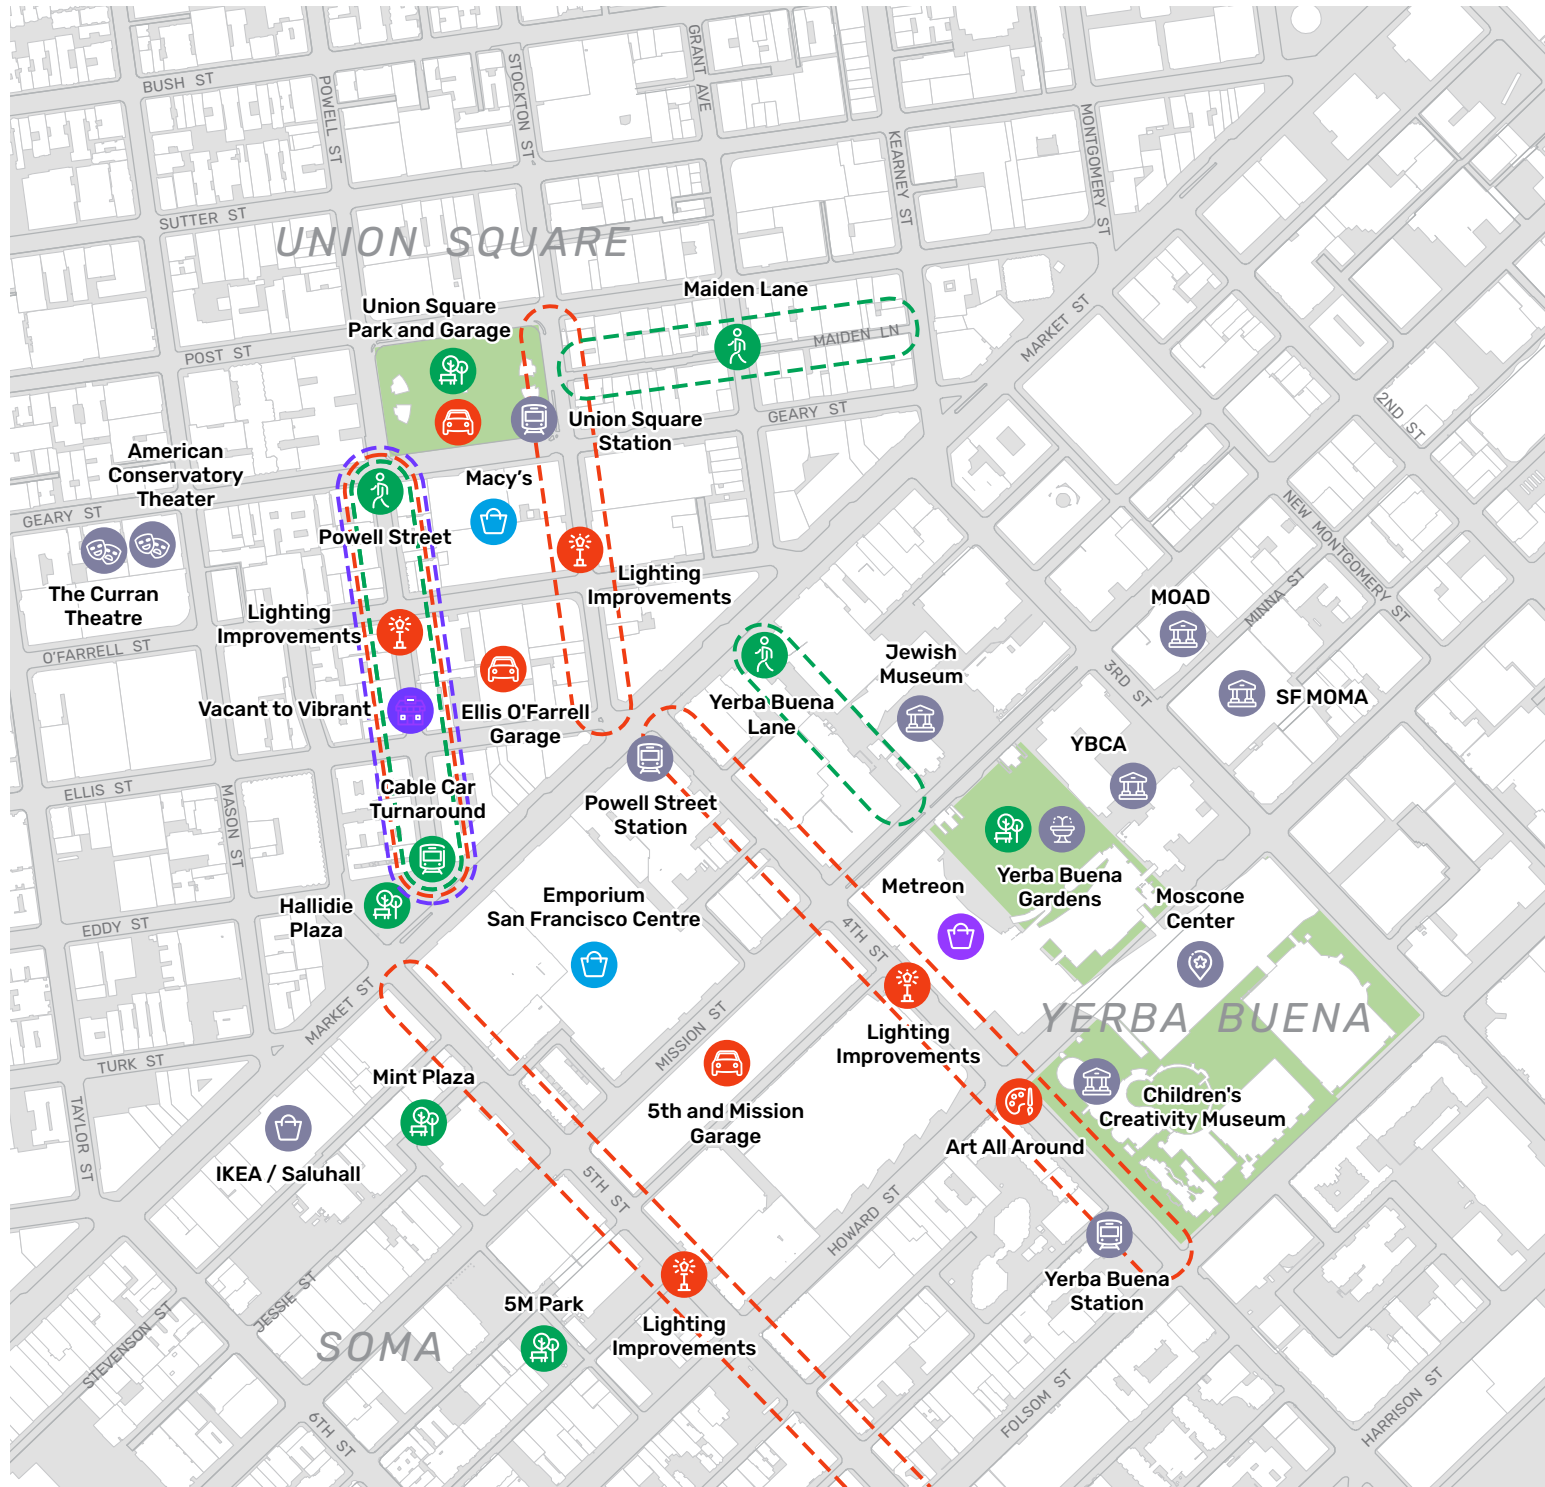 BUSH ST
POWELL ST
STOCKTON ST
GRANT AVE
KEARNEY ST
MONTGOMERY ST
SUTTER ST
UNION SQUARE
Maiden Lane
Union Square
Park and Garage
MAIDEN LN
MARKET ST
POST ST
GEARY ST
2ND ST
Union Square
Station
American
Conservatory
Theater
Macy's
GEARY ST
Powell Street
NEW MONTGOMERY ST
The Curran
Theatre
Lighting
Improvements
Lighting
Improvements
MOAD
MINNA ST
O'FARRELL ST
Jewish
Museum
3RD ST
SF MOMA
Vacant to Vibrant
Ellis O'Farrell
Garage
Yerba Buena
Lane
YBCA
ELLIS ST
MASON ST
Cable Car
Turnaround
Powell Street
Station
Yerba Buena
Gardens
Metreon
Moscone
Center
Emporium
San Francisco Centre
Hallidie
Plaza
EDDY ST
4TH ST
MARKET ST
MISSION ST
YERBA BUENA
Lighting
Improvements
TURK ST
TAYLOR ST
Mint Plaza
5th and Mission
Garage
Children's
Creativity Museum
Art All Around
IKEA / Saluhall
5TH ST
HOWARD ST
Yerba Buena
Station
JESSIE ST
STEVENSON ST
5M Park
SOMA
Lighting
Improvements
6TH ST
FOLSOM ST
HARRISON ST